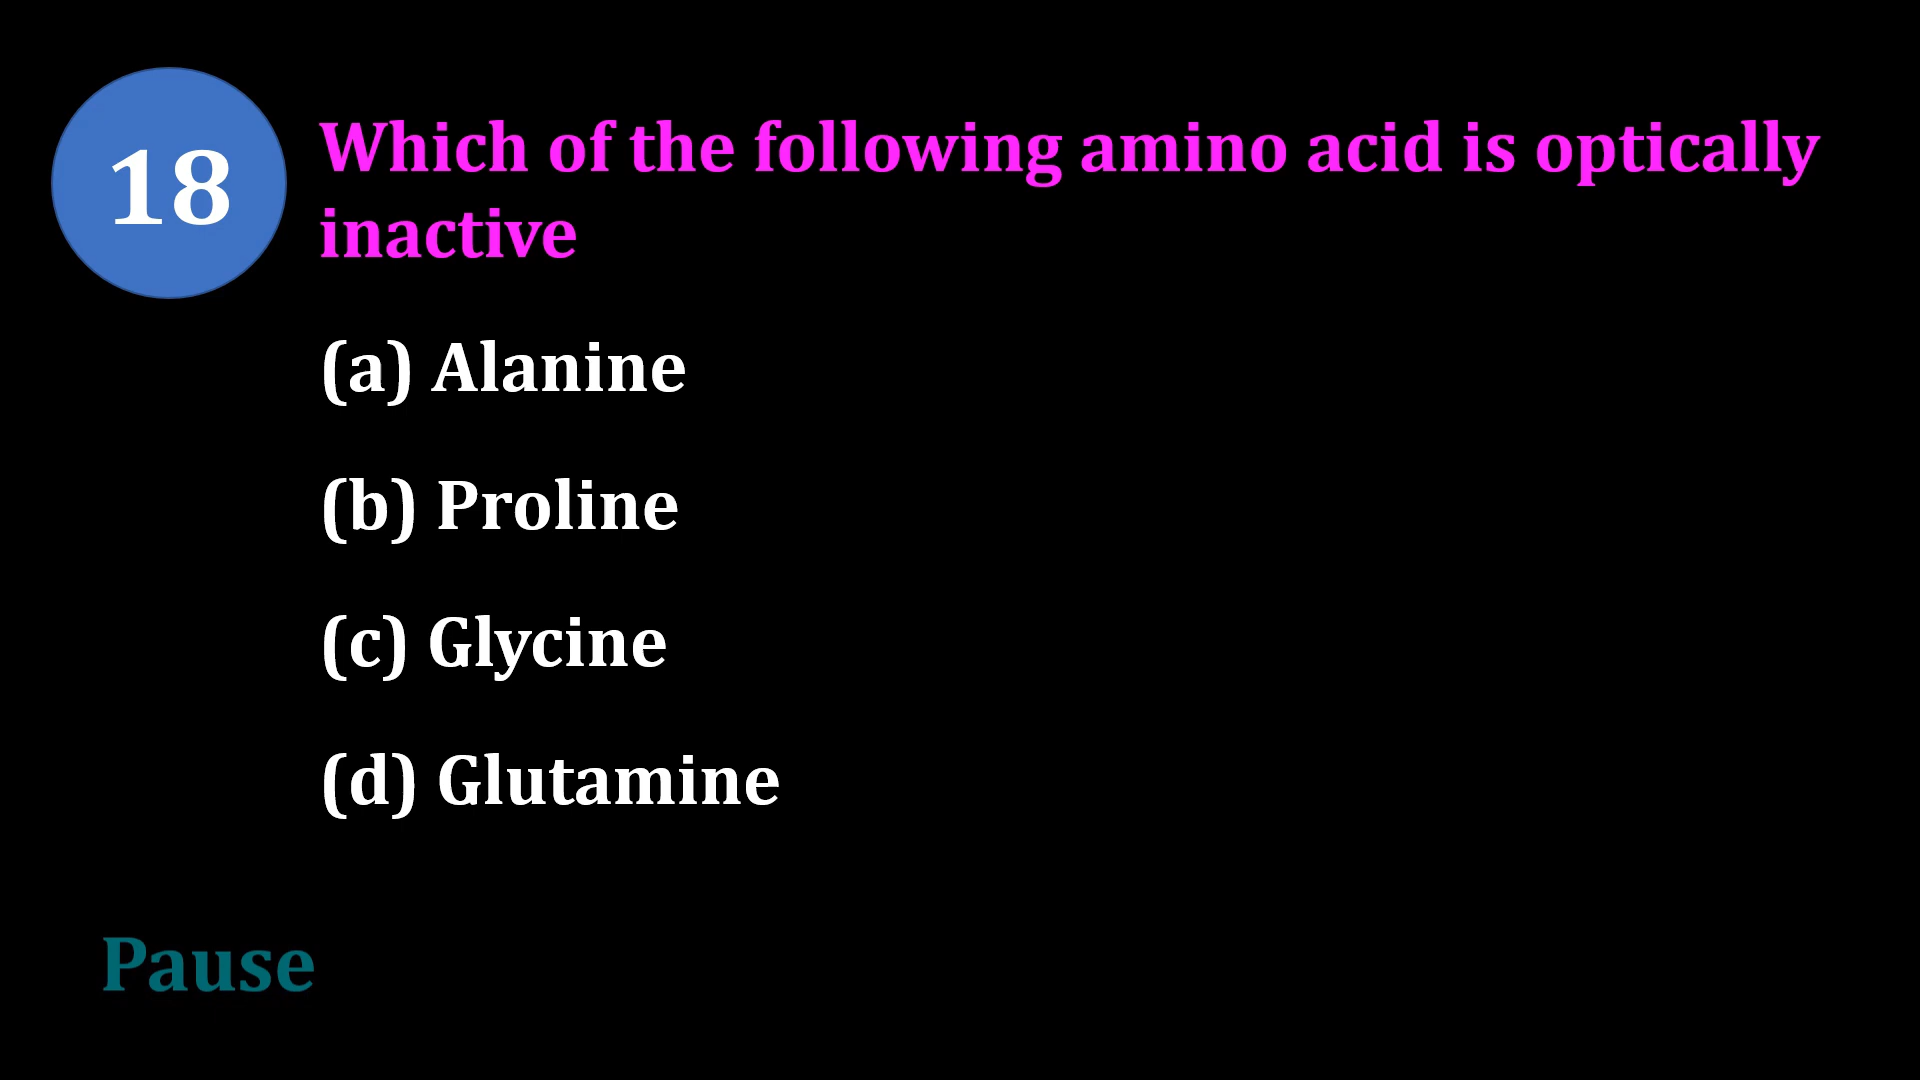 18
Which of the following amino acid is optically
inactive
(a) Alanine
(b) Proline
(c) Glycine
(d) Glutamine
Pause